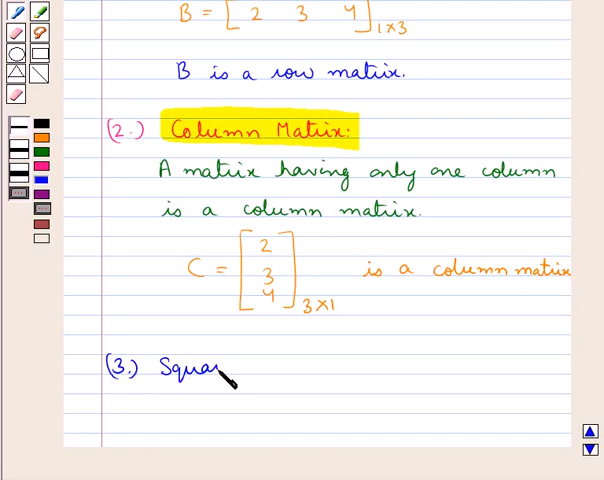 B = [ 2 3 4 ]1×3
B is a row matrix.
(2.) Column Matrix:
A matrix having only one column
is a column matrix.
C = [ 2
3
4 ]3×1 is a column matrix
(3.) Squar